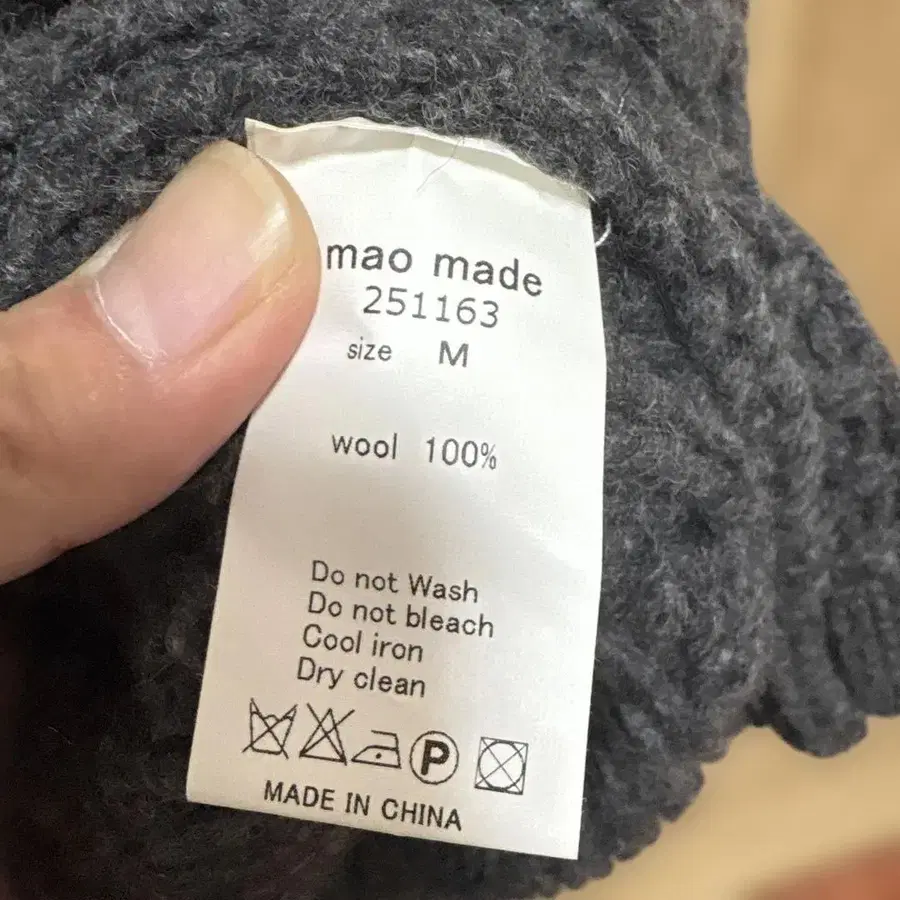 mao made
251163
size M
wool 100%
Do not Wash
Do not bleach
Cool iron
Dry clean
P
MADE IN CHINA